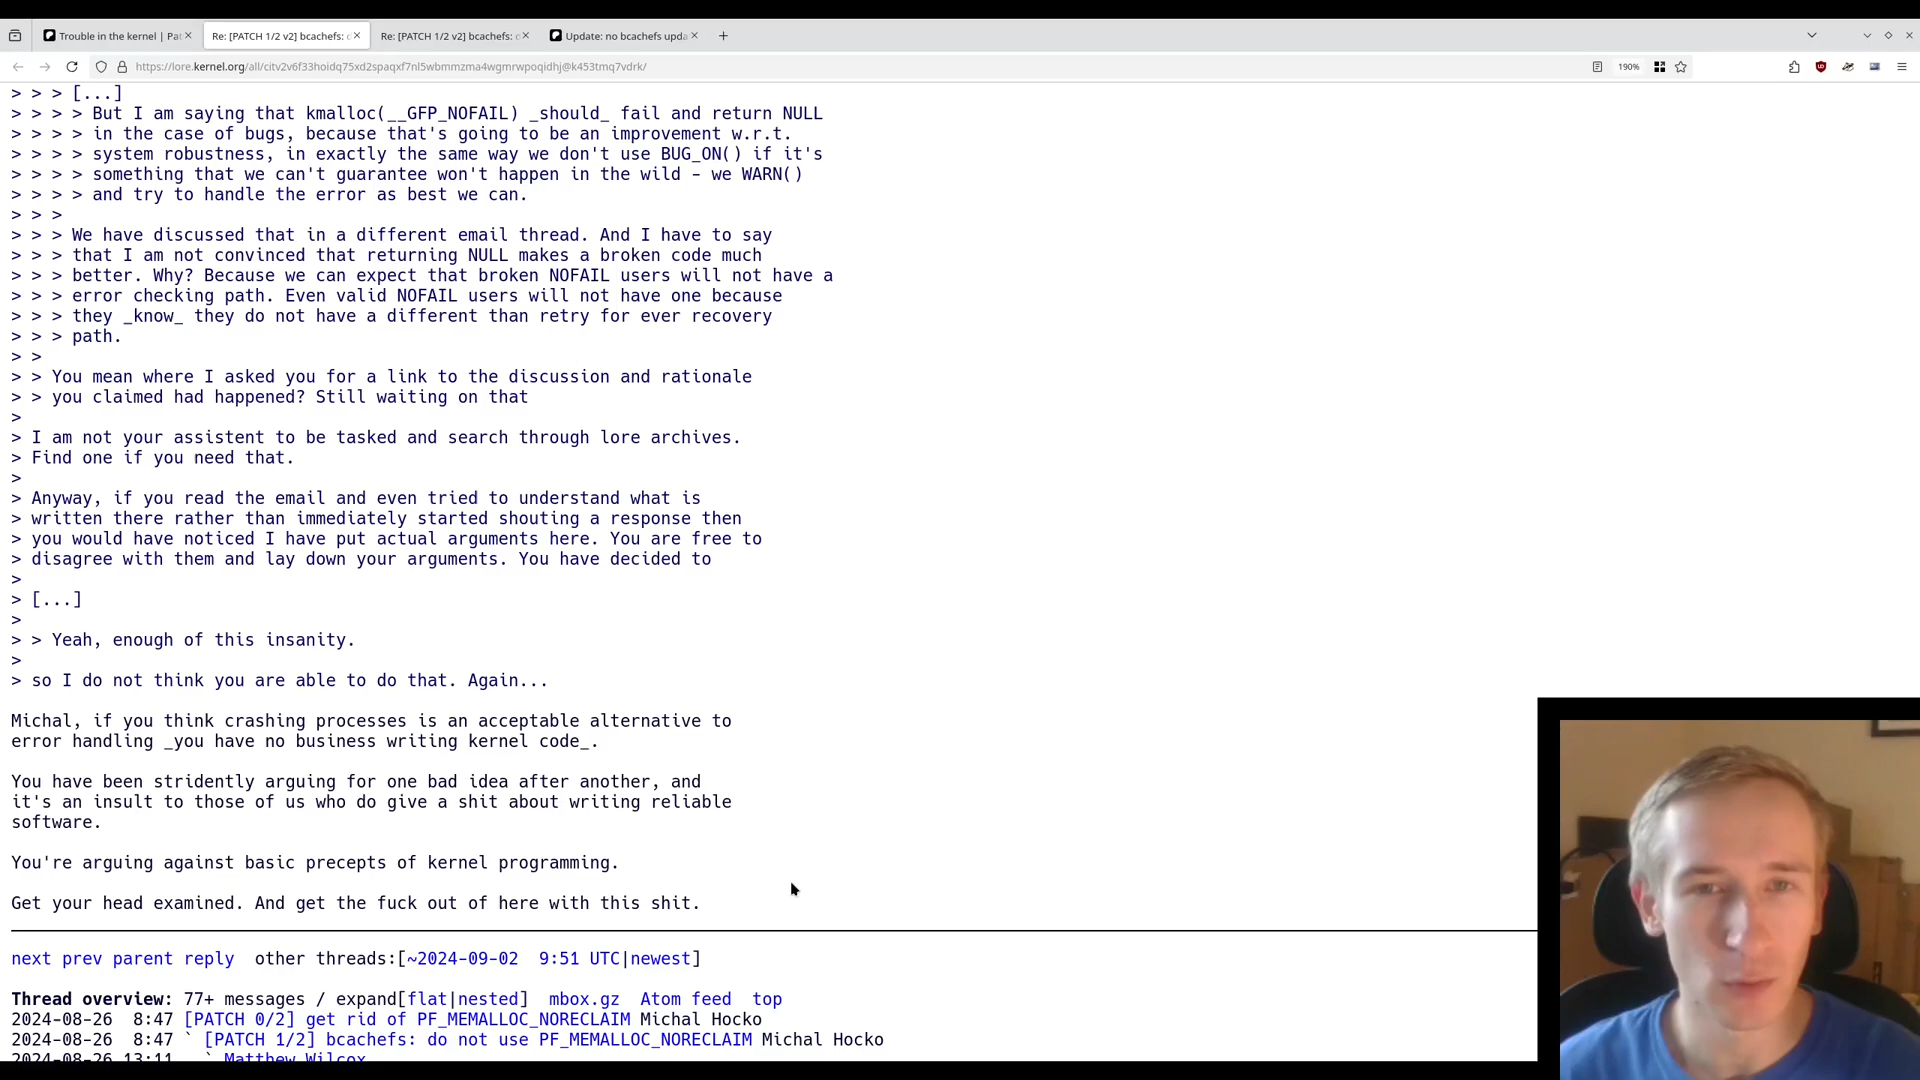 Trouble in the kernel | Pat
Re: [PATCH 1/2 v2] bcachefs: d
Re: [PATCH 1/2 v2] bcachefs: d
Update: no bcachefs upda
https://lore.kernel.org/all/citv2v6f33hoidq75xd2spaqxf7nl5wbmmzma4wgmrwpoqidhj@k453tmq7vdrk/
190%
> > > [...]
> > > > But I am saying that kmalloc(__GFP_NOFAIL) _should_ fail and return NULL
> > > > in the case of bugs, because that's going to be an improvement w.r.t.
> > > > system robustness, in exactly the same way we don't use BUG_ON() if it's
> > > > something that we can't guarantee won't happen in the wild - we WARN()
> > > > and try to handle the error as best we can.
> > >
> > > We have discussed that in a different email thread. And I have to say
> > > that I am not convinced that returning NULL makes a broken code much
> > > better. Why? Because we can expect that broken NOFAIL users will not have a
> > > error checking path. Even valid NOFAIL users will not have one because
> > > they _know_ they do not have a different than retry for ever recovery
> > > path.
> >
> > You mean where I asked you for a link to the discussion and rationale
> > you claimed had happened? Still waiting on that
>
> I am not your assistent to be tasked and search through lore archives.
> Find one if you need that.
>
> Anyway, if you read the email and even tried to understand what is
> written there rather than immediately started shouting a response then
> you would have noticed I have put actual arguments here. You are free to
> disagree with them and lay down your arguments. You have decided to
>
> [...]
>
> > Yeah, enough of this insanity.
>
> so I do not think you are able to do that. Again...
Michal, if you think crashing processes is an acceptable alternative to
error handling _you have no business writing kernel code_.
You have been stridently arguing for one bad idea after another, and
it's an insult to those of us who do give a shit about writing reliable
software.
You're arguing against basic precepts of kernel programming.
Get your head examined. And get the fuck out of here with this shit.
next prev parent reply  other threads:[~2024-09-02  9:51 UTC|newest]
Thread overview: 77+ messages / expand[flat|nested]  mbox.gz  Atom feed  top
2024-08-26  8:47 [PATCH 0/2] get rid of PF_MEMALLOC_NORECLAIM Michal Hocko
2024-08-26  8:47 ` [PATCH 1/2] bcachefs: do not use PF_MEMALLOC_NORECLAIM Michal Hocko
2024-08-26 13:11   ` Matthew Wilcox